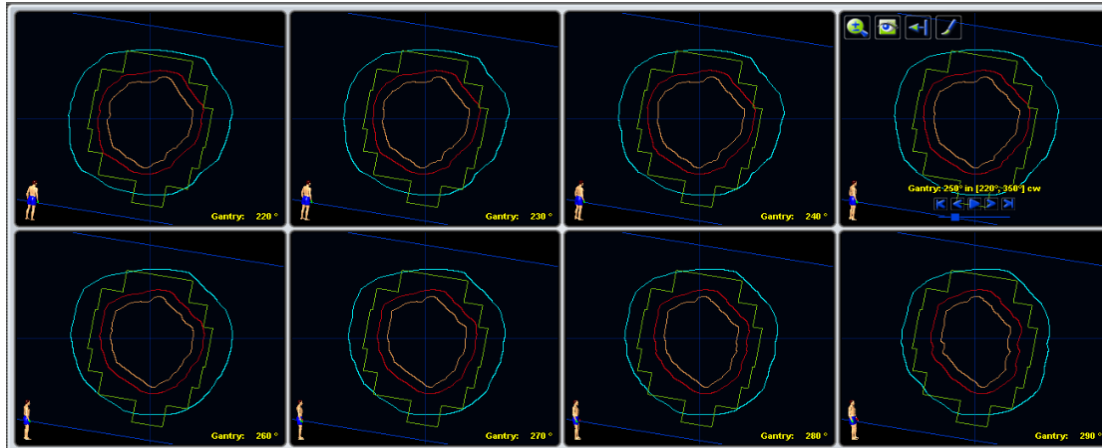 Gantry: 220 °
Gantry: 230 °
Gantry: 240 °
Gantry: 250° in [220°, 350°] cw
Gantry: 260 °
Gantry: 270 °
Gantry: 280 °
Gantry: 290 °